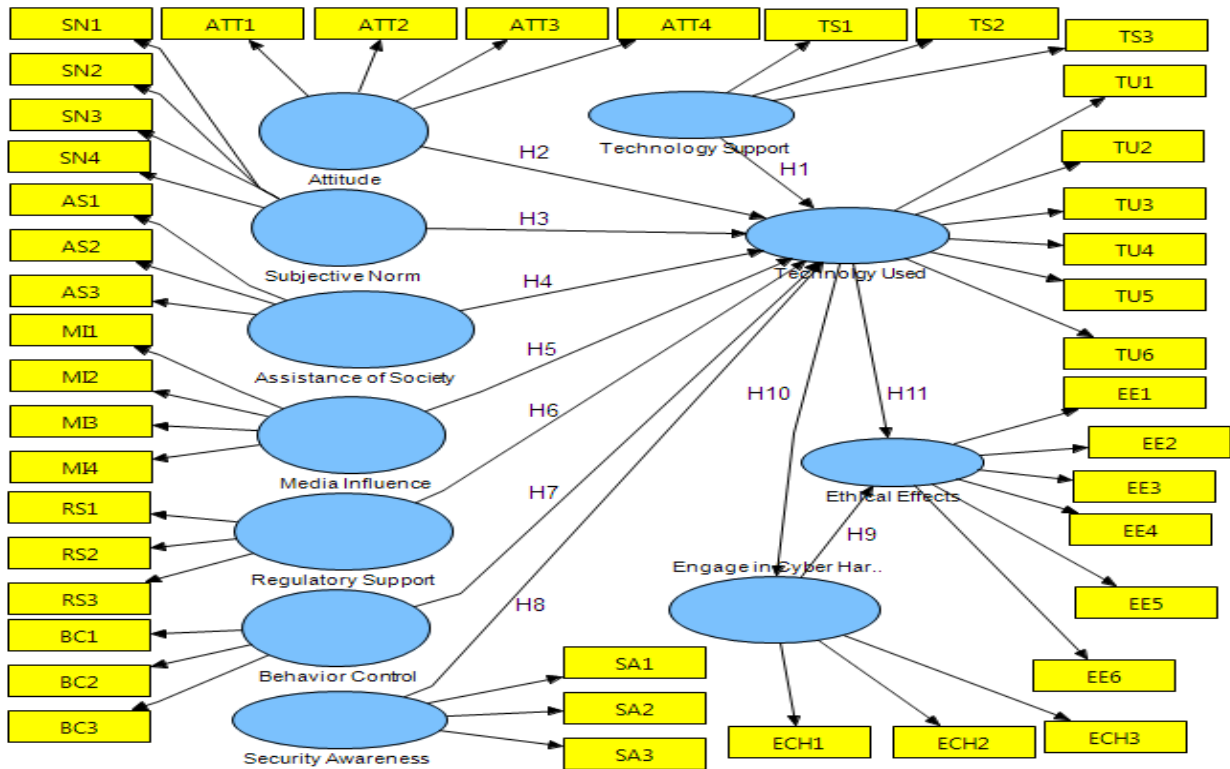 SN1
ATT1
ATT2
ATT3
ATT4
TS1
TS2
TS3
SN2
TU1
SN3
H2
Technology Support
TU2
SN4
Attitude
H1
AS1
H3
TU3
AS2
Subjective Norm
Technolgy Used
TU4
AS3
H4
TU5
MI1
H5
TU6
MI2
Assistance of Society
H10
H11
EE1
MI3
H6
EE2
MI4
Media Influence
H7
Ethical Effects
EE3
RS1
EE4
RS2
H9
Regulatory Support
Engage in Cyber Har..
RS3
H8
EE5
BC1
SA1
BC2
Behavior Control
EE6
SA2
BC3
ECH1
ECH2
ECH3
Security Awareness
SA3